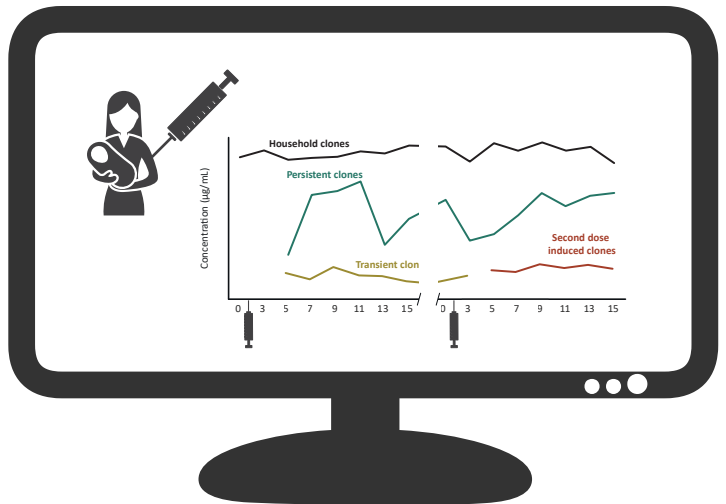 Household clones
Persistent clones
Concentration (µg/mL)
Second dose
induced clones
Transient clon
0 3 5 7 9 11 13 15 0 3 5 7 9 11 13 15